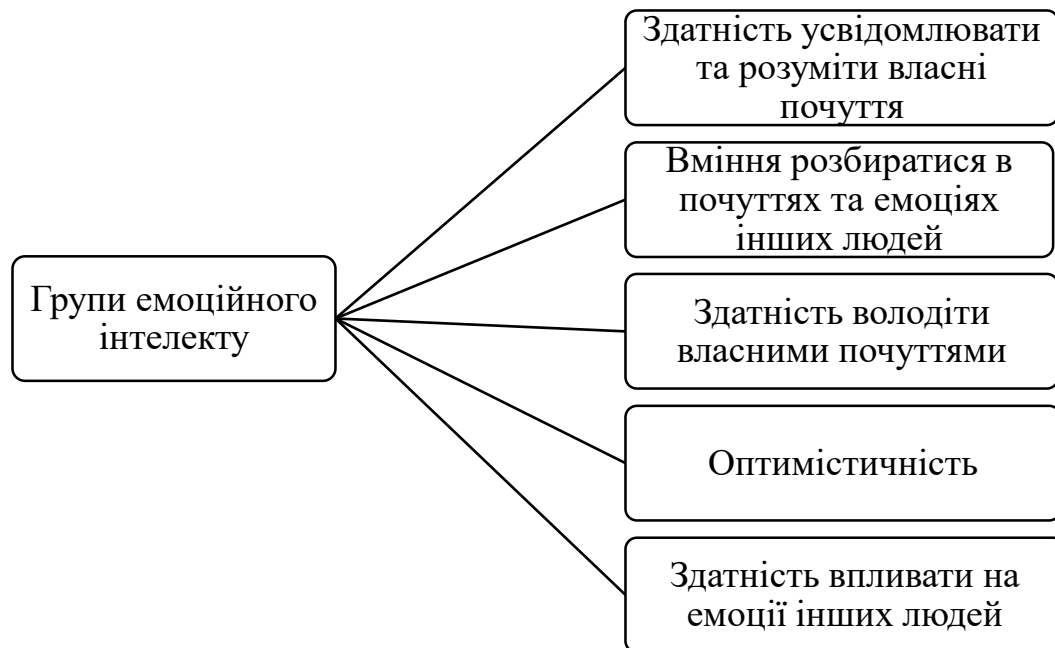 Здатність усвідомлювати
та розуміти власні
почуття
Вміння розбиратися в
почуттях та емоціях
інших людей
Групи емоційного
інтелекту
Здатність володіти
власними почуттями
Оптимістичність
Здатність впливати на
емоції інших людей